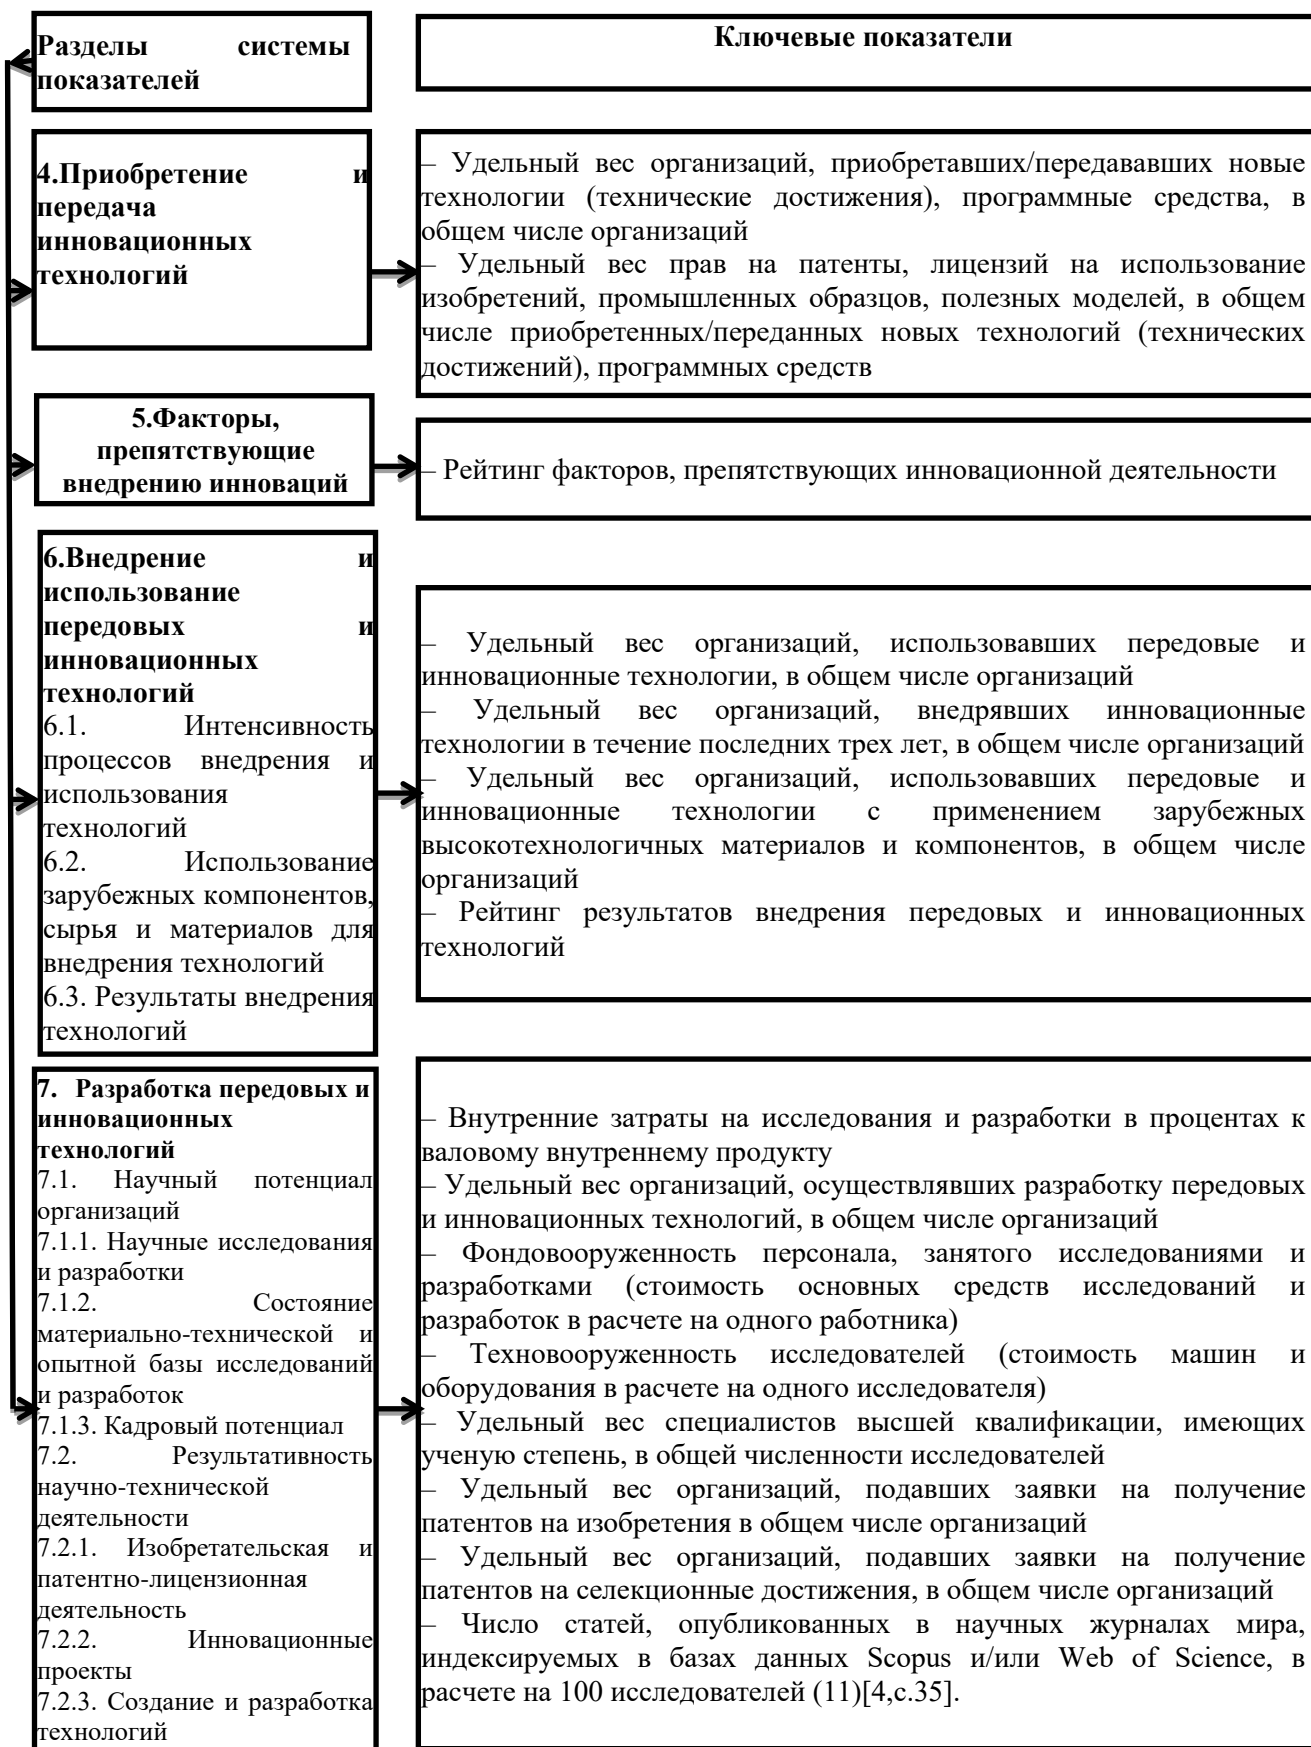 Разделы системы
показателей
Ключевые показатели
4.Приобретение и
передача
инновационных
технологий
– Удельный вес организаций, приобретавших/передававших новые
технологии (технические достижения), программные средства, в
общем числе организаций
– Удельный вес прав на патенты, лицензий на использование
изобретений, промышленных образцов, полезных моделей, в общем
числе приобретенных/переданных новых технологий (технических
достижений), программных средств
5.Факторы,
препятствующие
внедрению инноваций
– Рейтинг факторов, препятствующих инновационной деятельности
6.Внедрение и
использование
передовых и
инновационных
технологий
6.1. Интенсивность
процессов внедрения и
использования
технологий
6.2. Использование
зарубежных компонентов,
сырья и материалов для
внедрения технологий
6.3. Результаты внедрения
технологий
– Удельный вес организаций, использовавших передовые и
инновационные технологии, в общем числе организаций
– Удельный вес организаций, внедрявших инновационные
технологии в течение последних трех лет, в общем числе организаций
– Удельный вес организаций, использовавших передовые и
инновационные технологии с применением зарубежных
высокотехнологичных материалов и компонентов, в общем числе
организаций
– Рейтинг результатов внедрения передовых и инновационных
технологий
7. Разработка передовых и
инновационных
технологий
7.1. Научный потенциал
организаций
7.1.1. Научные исследования
и разработки
7.1.2. Состояние
материально-технической и
опытной базы исследований
и разработок
7.1.3. Кадровый потенциал
7.2. Результативность
научно-технической
деятельности
7.2.1. Изобретательская и
патентно-лицензионная
деятельность
7.2.2. Инновационные
проекты
7.2.3. Создание и разработка
технологий
– Внутренние затраты на исследования и разработки в процентах к
валовому внутреннему продукту
– Удельный вес организаций, осуществлявших разработку передовых
и инновационных технологий, в общем числе организаций
– Фондовооруженность персонала, занятого исследованиями и
разработками (стоимость основных средств исследований и
разработок в расчете на одного работника)
– Техновооруженность исследователей (стоимость машин и
оборудования в расчете на одного исследователя)
– Удельный вес специалистов высшей квалификации, имеющих
ученую степень, в общей численности исследователей
– Удельный вес организаций, подавших заявки на получение
патентов на изобретения в общем числе организаций
– Удельный вес организаций, подавших заявки на получение
патентов на селекционные достижения, в общем числе организаций
– Число статей, опубликованных в научных журналах мира,
индексируемых в базах данных Scopus и/или Web of Science, в
расчете на 100 исследователей (11)[4,с.35].